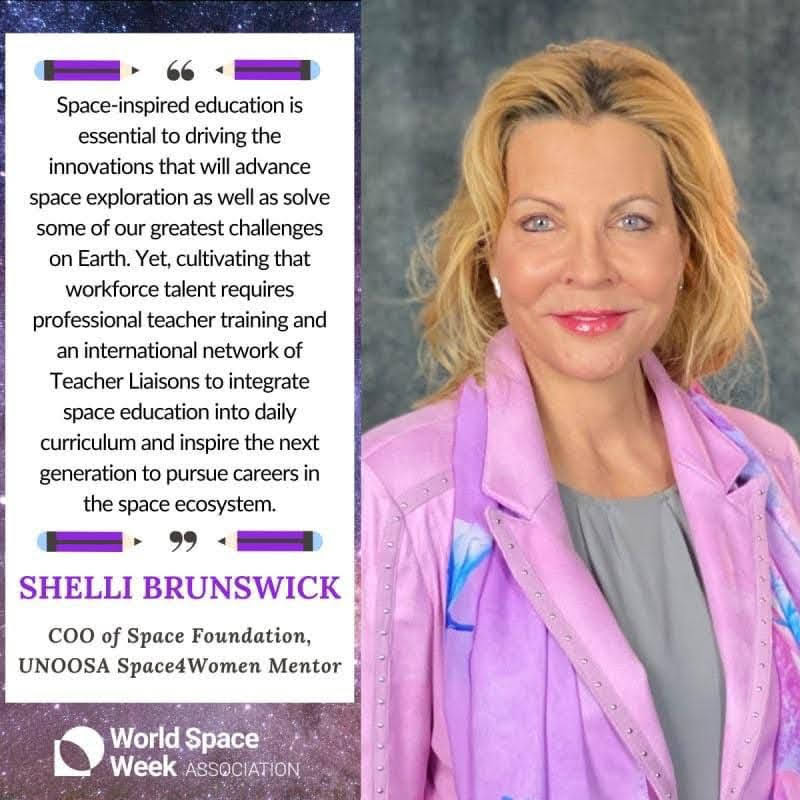 “
Space-inspired education is
essential to driving the
innovations that will advance
space exploration as well as solve
some of our greatest challenges
on Earth. Yet, cultivating that
workforce talent requires
professional teacher training and
an international network of
Teacher Liaisons to integrate
space education into daily
curriculum and inspire the next
generation to pursue careers in
the space ecosystem.
”
SHELLI BRUNSWICK
COO of Space Foundation,
UNOOSA Space4Women Mentor
World Space
Week ASSOCIATION